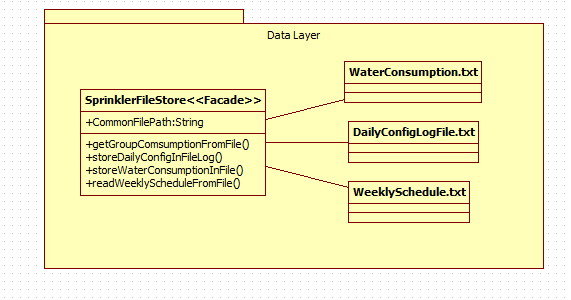 Data Layer
SprinklerFileStore<<Facade>>
+CommonFilePath:String
+getGroupComsumptionFromFile()
+storeDailyConfigInFileLog()
+storeWaterConsumptionInFile()
+readWeeklyScheduleFromFile()
WaterConsumption.txt
DailyConfigLogFile.txt
WeeklySchedule.txt